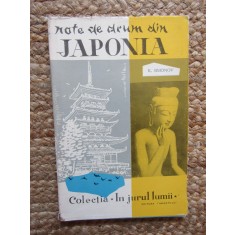 note de drum din
JAPONIA
Colecția „In jurul lumii"